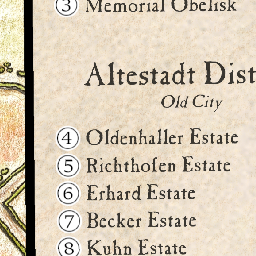 ③ Memorial Obelisk
Altestadt Dist
Old City
④ Oldenhaller Estate
⑤ Richthofen Estate
⑥ Erhard Estate
⑦ Becker Estate
⑧ Kuhn Estate